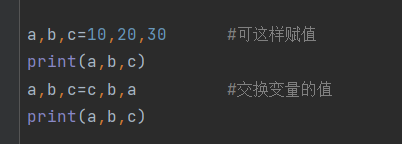 a,b,c=10,20,30 #可这样赋值
print(a,b,c)
a,b,c=c,b,a #交换变量的值
print(a,b,c)